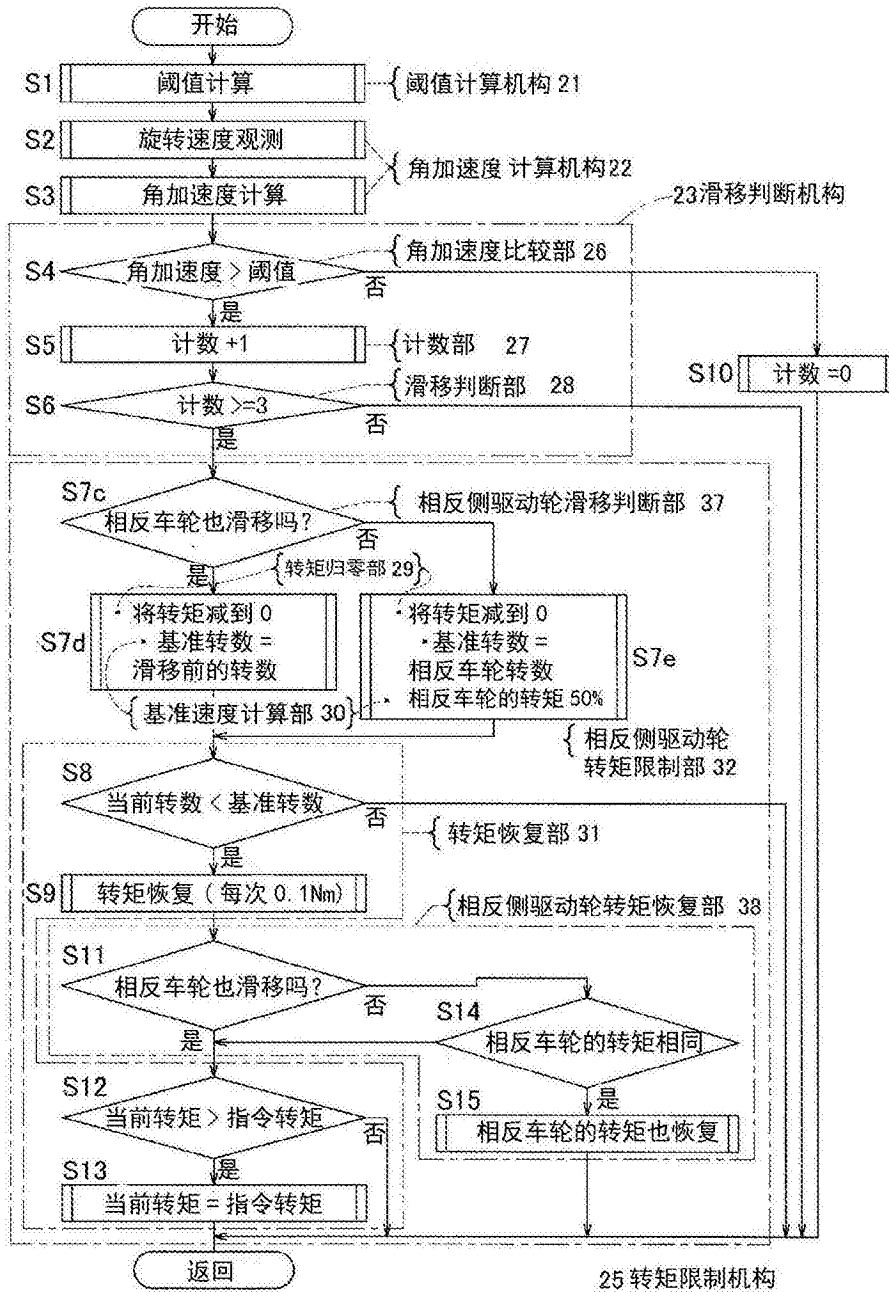 开始
S1 阈值计算 阈值计算机构21
S2 旋转速度观测
角加速度 计算机构22
S3 角加速度计算
23滑移判断机构
S4 角加速度>阈值 角加速度比较部 26
否
是
S5 计数 +1 计数部 27
S10 计数 =0
S6 计数>=3 滑移判断部 28
否
是
S7c 相反车轮也滑移吗? 相反侧驱动轮滑移判断部 37
否
是
转矩归零部 29
S7d
将转矩减到 0
基准转数 =
滑移前的转数
S7e
将转矩减到 0
基准转数 =
相反车轮转数
相反车轮的转矩 50%
基准速度计算部 30
相反侧驱动轮
转矩限制部 32
S8 当前转数 < 基准转数
否
是
转矩恢复部 31
S9 转矩恢复 ( 每次 0.1Nm)
相反侧驱动轮转矩恢复部 38
S11 相反车轮也滑移吗?
否
是
S14 相反车轮的转矩相同
是
S15 相反车轮的转矩也恢复
S12 当前转矩 > 指令转矩
否
是
S13 当前转矩 = 指令转矩
返回
25 转矩限制机构